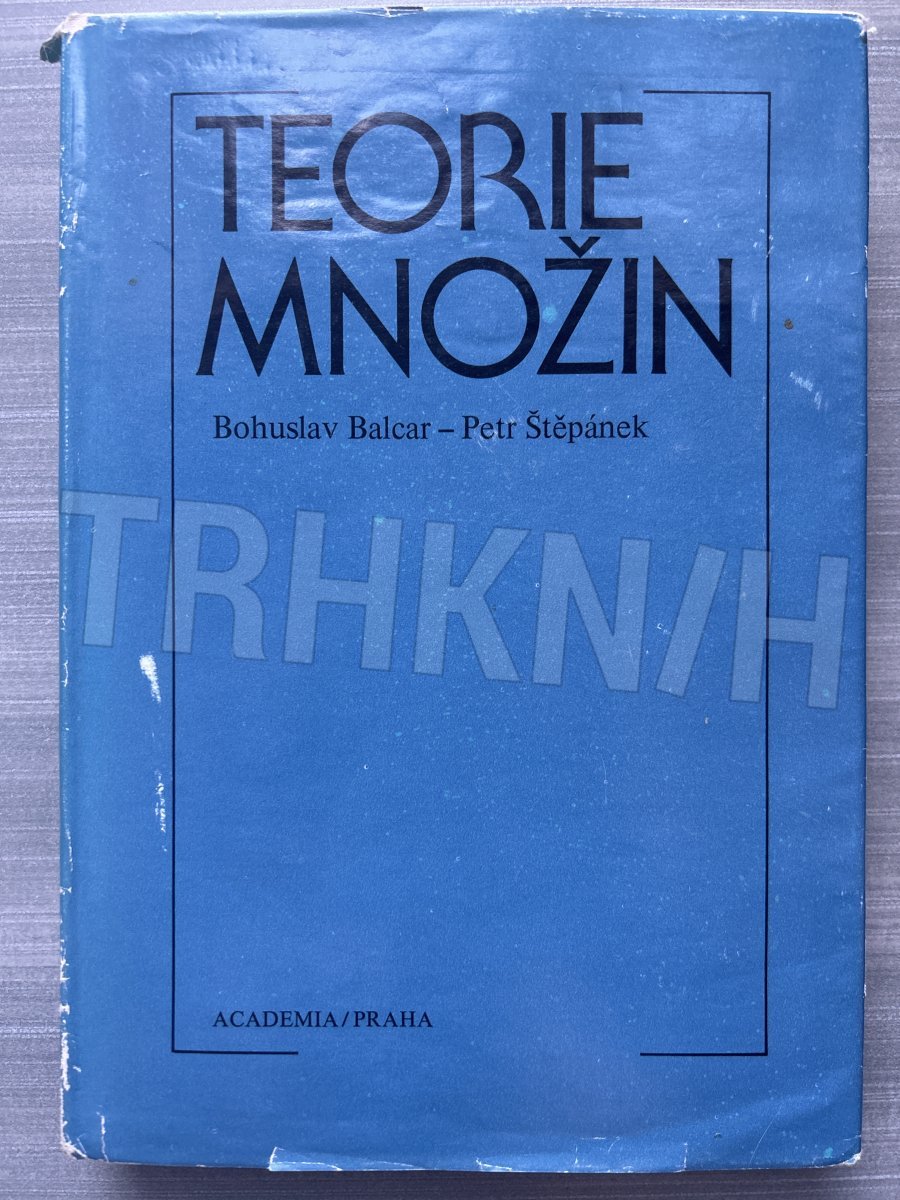 TEORIE
MNOŽIN
Bohuslav Balcar – Petr Štěpánek
TRHKNIH
ACADEMIA/PRAHA